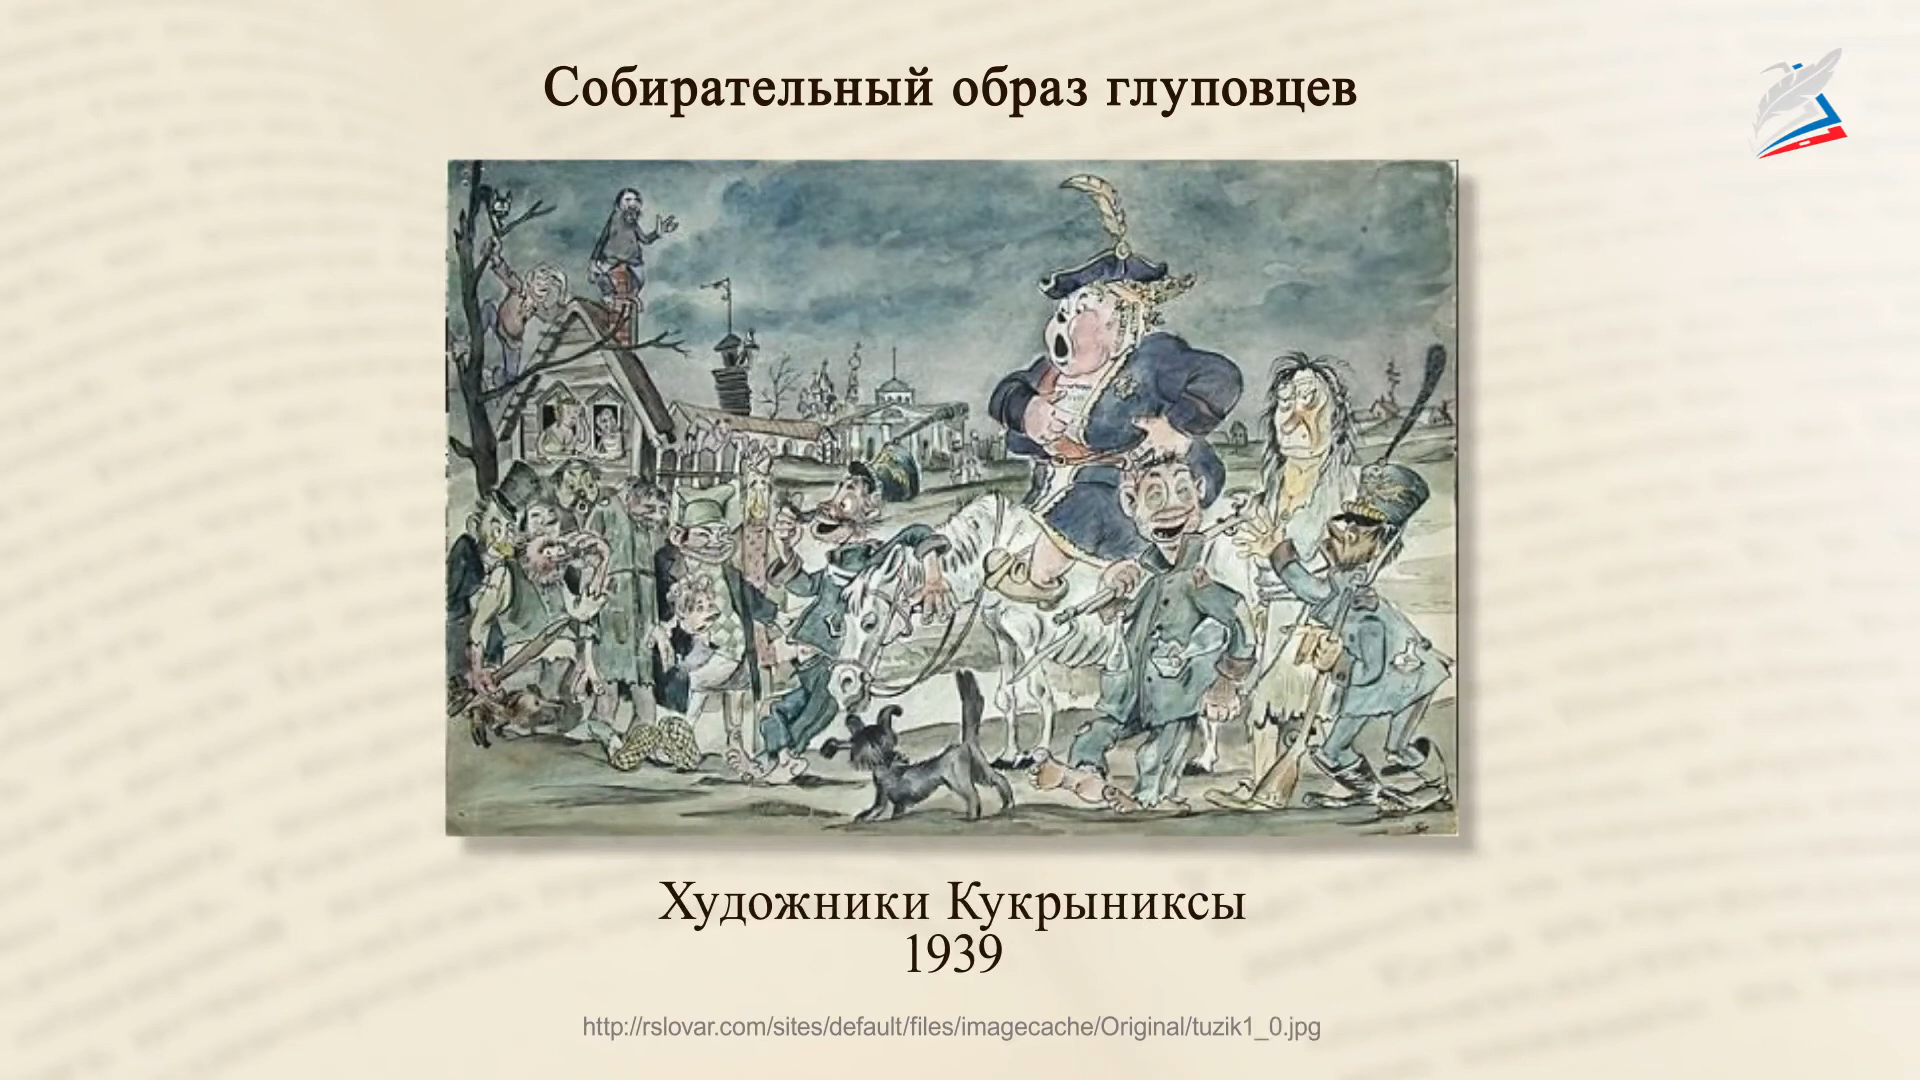 Собирательный образ глуповцев
Художники Кукрыниксы
1939
http://rslovar.com/sites/default/files/imagecache/Original/tuzik1_0.jpg